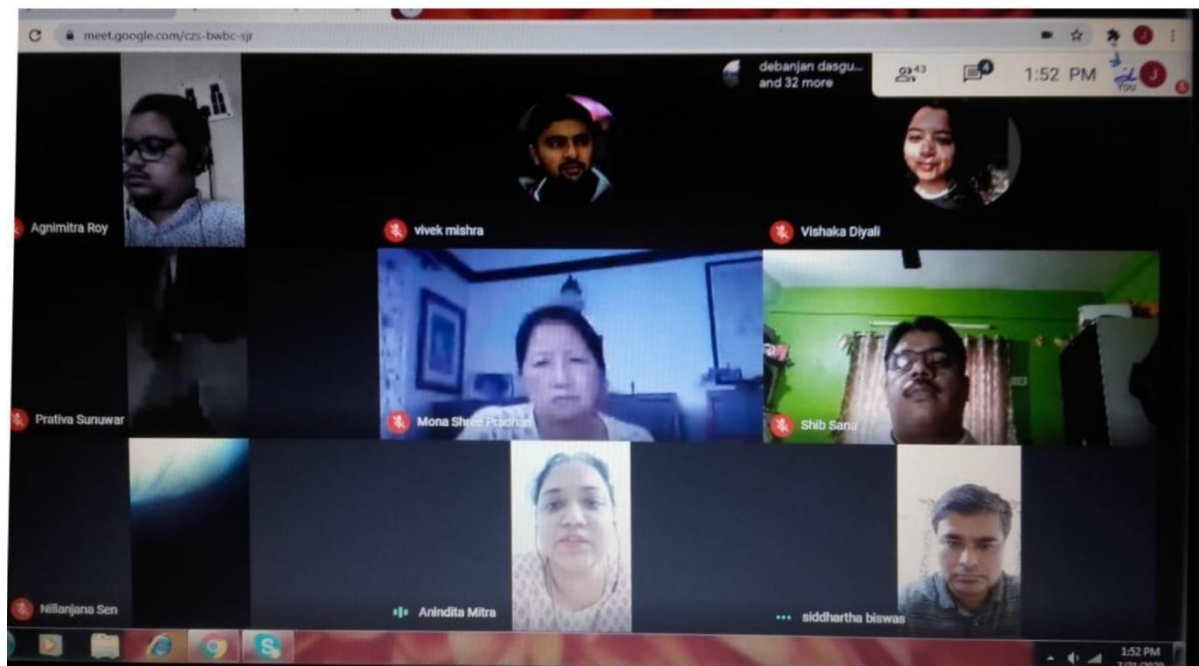 meet.google.com/czs-bwbc-sjr
debanjan dasgu...
and 32 more
43
4
1:52 PM
J
You
J
Agnimitra Roy
vivek mishra
Vishaka Diyali
Prativa Sunuwar
Mona Shree Pradhan
Shib Sana
Nillanjana Sen
Anindita Mitra
siddhartha biswas
1:52 PM